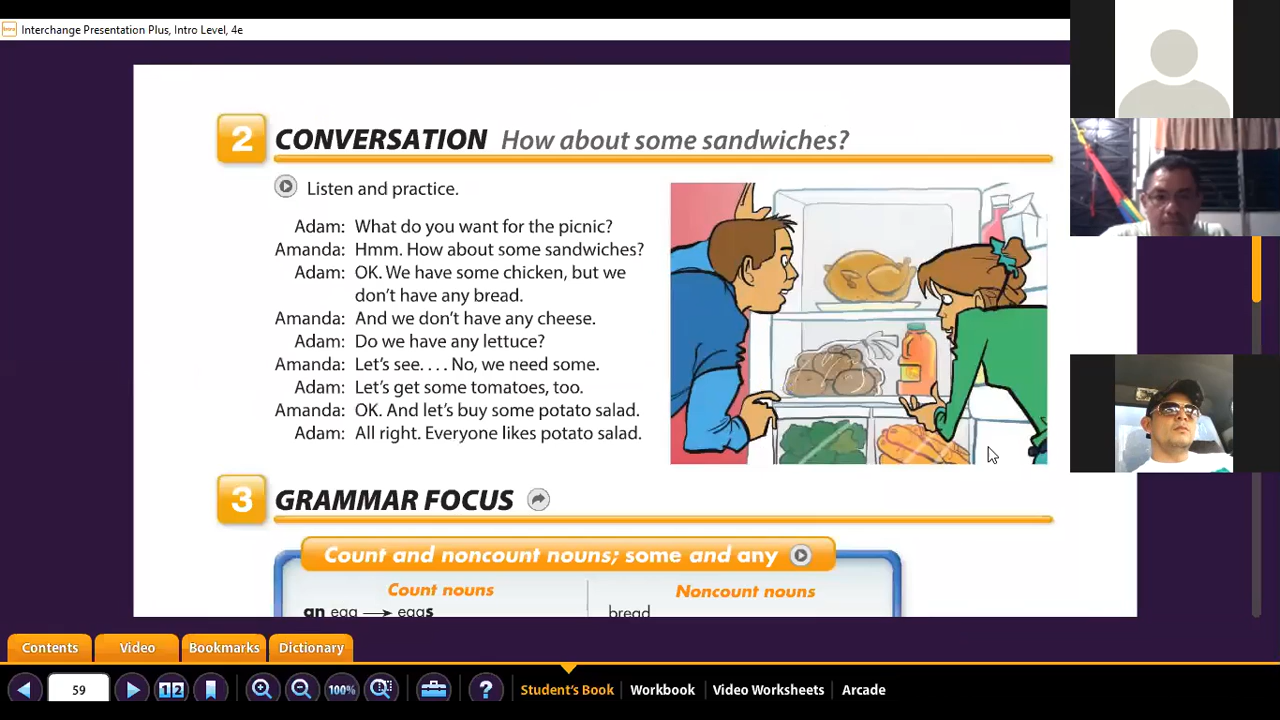 Interchange Presentation Plus, Intro Level, 4e
2 CONVERSATION How about some sandwiches?
Listen and practice.
Adam: What do you want for the picnic?
Amanda: Hmm. How about some sandwiches?
Adam: OK. We have some chicken, but we
don't have any bread.
Amanda: And we don't have any cheese.
Adam: Do we have any lettuce?
Amanda: Let's see. . . . No, we need some.
Adam: Let's get some tomatoes, too.
Amanda: OK. And let's buy some potato salad.
Adam: All right. Everyone likes potato salad.
3 GRAMMAR FOCUS
Count and noncount nouns; some and any
Count nouns Noncount nouns
an egg → eggs bread
Contents Video Bookmarks Dictionary
59 12 100% ? Student's Book Workbook Video Worksheets Arcade